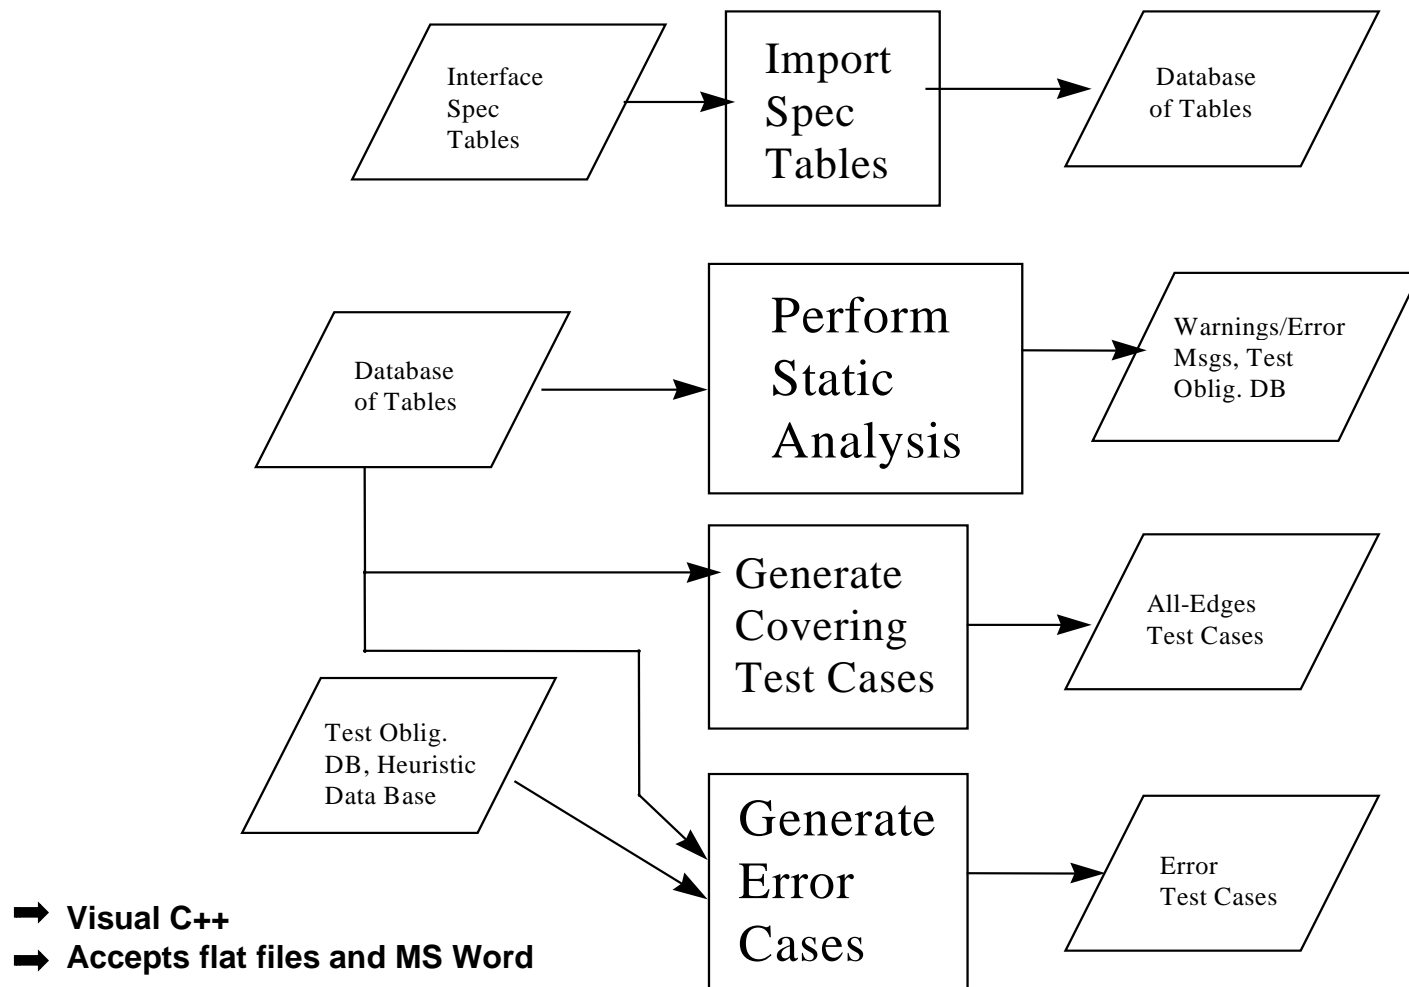 Interface
Spec
Tables
Import
Spec
Tables
Database
of Tables
Database
of Tables
Perform
Static
Analysis
Warnings/Error
Msgs, Test
Oblig. DB
Generate
Covering
Test Cases
All-Edges
Test Cases
Test Oblig.
DB, Heuristic
Data Base
Generate
Error
Cases
Error
Test Cases
Visual C++
Accepts flat files and MS Word